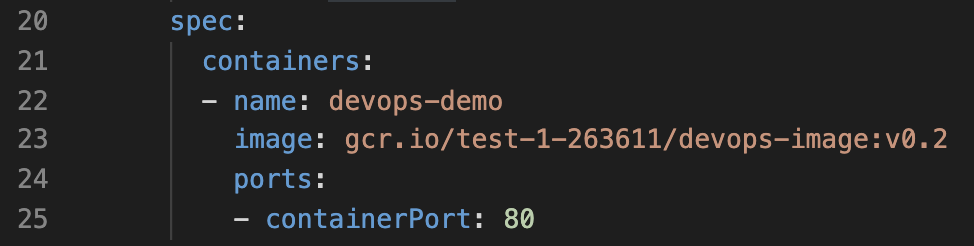 20 spec:
21 containers:
22 - name: devops-demo
23 image: gcr.io/test-1-263611/devops-image:v0.2
24 ports:
25 - containerPort: 80